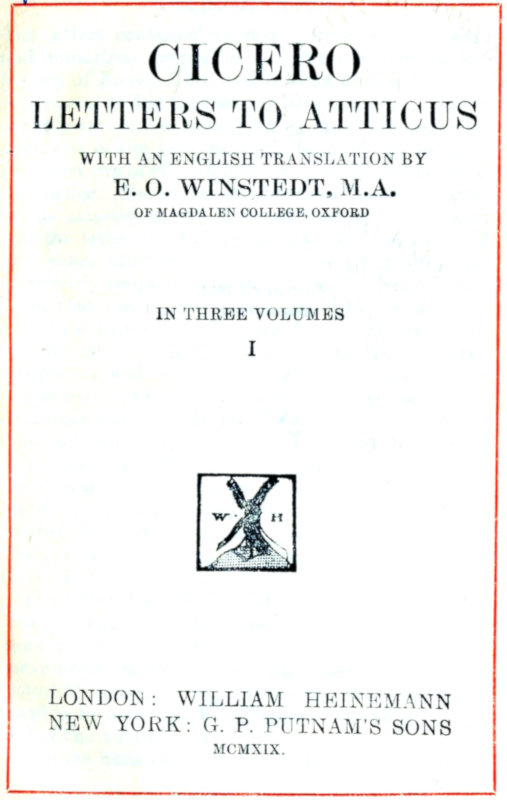 CICERO
LETTERS TO ATTICUS
WITH AN ENGLISH TRANSLATION BY
E. O. WINSTEDT, M.A.
OF MAGDALEN COLLEGE, OXFORD
IN THREE VOLUMES
I
W · H
LONDON: WILLIAM HEINEMANN
NEW YORK: G. P. PUTNAM'S SONS
MCMXIX.